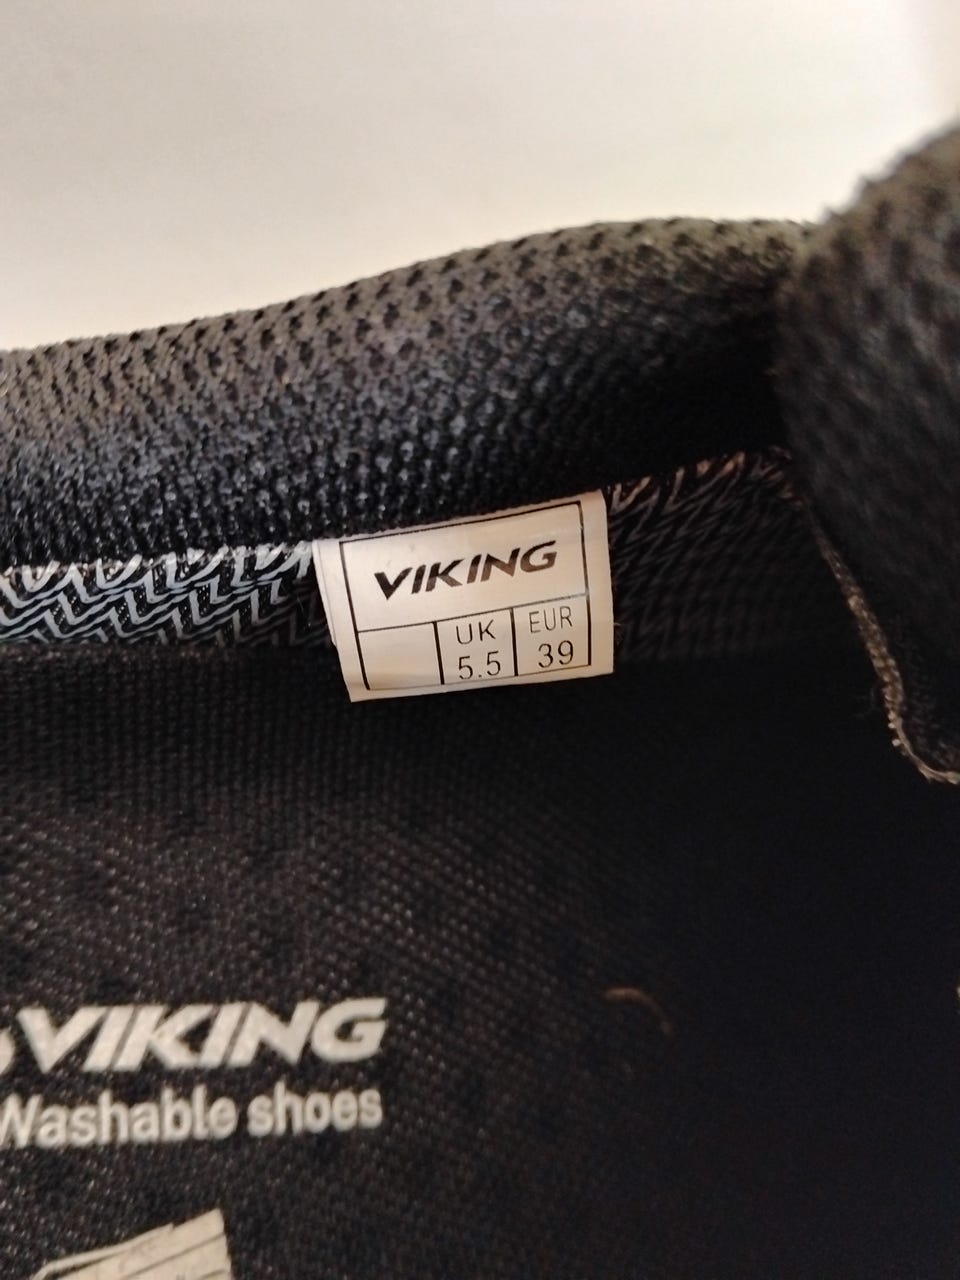 VIKING
UK EUR
5.5 39
VIKING
Washable shoes